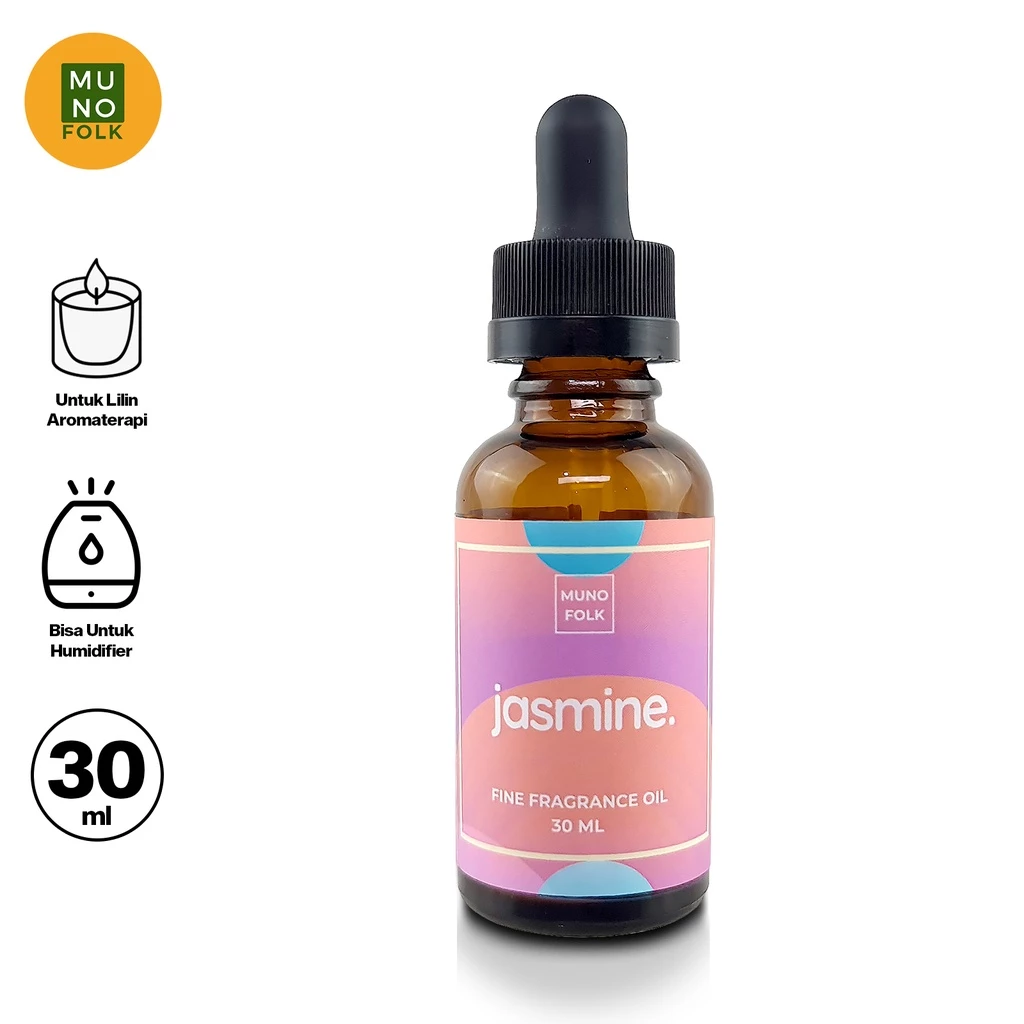 MU
NO
FOLK
Untuk Lilin
Aromaterapi
Bisa Untuk
Humidifier
30
ml
MUNO
FOLK
jasmine.
FINE FRAGRANCE OIL
30 ML